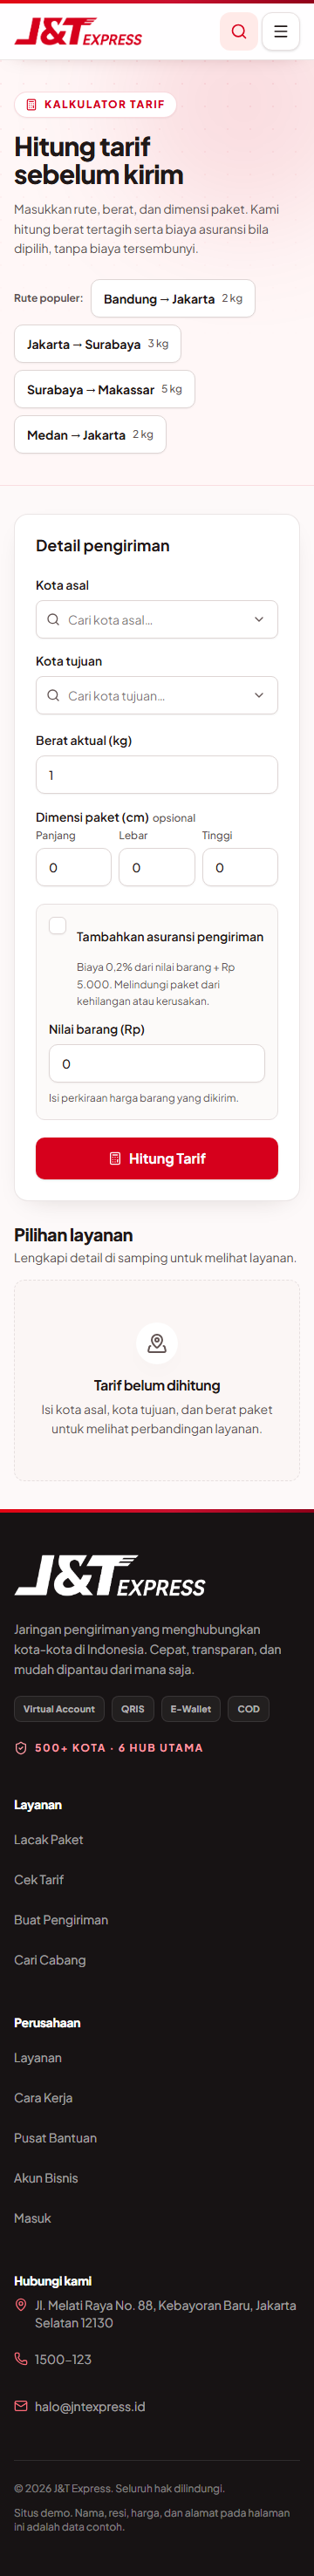 J&T EXPRESS
KALKULATOR TARIF
Hitung tarif
sebelum kirim
Masukkan rute, berat, dan dimensi paket. Kami
hitung berat tertagih serta biaya asuransi bila
dipilih, tanpa biaya tersembunyi.
Rute populer: Bandung → Jakarta 2 kg
Jakarta → Surabaya 3 kg
Surabaya → Makassar 5 kg
Medan → Jakarta 2 kg
Detail pengiriman
Kota asal
Cari kota asal...
Kota tujuan
Cari kota tujuan...
Berat aktual (kg)
1
Dimensi paket (cm) opsional
Panjang Lebar Tinggi
0 0 0
Tambahkan asuransi pengiriman
Biaya 0,2% dari nilai barang + Rp
5.000. Melindungi paket dari
kehilangan atau kerusakan.
Nilai barang (Rp)
0
Isi perkiraan harga barang yang dikirim.
Hitung Tarif
Pilihan layanan
Lengkapi detail di samping untuk melihat layanan.
Tarif belum dihitung
Isi kota asal, kota tujuan, dan berat paket
untuk melihat perbandingan layanan.
J&T EXPRESS
Jaringan pengiriman yang menghubungkan
kota-kota di Indonesia. Cepat, transparan, dan
mudah dipantau dari mana saja.
Virtual Account QRIS E-Wallet COD
500+ KOTA · 6 HUB UTAMA
Layanan
Lacak Paket
Cek Tarif
Buat Pengiriman
Cari Cabang
Perusahaan
Layanan
Cara Kerja
Pusat Bantuan
Akun Bisnis
Masuk
Hubungi kami
Jl. Melati Raya No. 88, Kebayoran Baru, Jakarta
Selatan 12130
1500-123
halo@jntexpress.id
© 2026 J&T Express. Seluruh hak dilindungi.
Situs demo. Nama, resi, harga, dan alamat pada halaman
ini adalah data contoh.